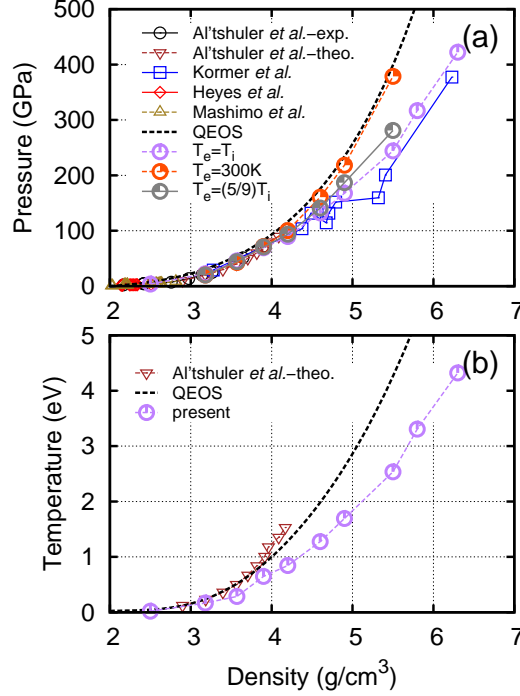 (a)
Al'tshuler et al.-exp.
Al'tshuler et al.-theo.
Kormer et al.
Heyes et al.
Mashimo et al.
QEOS
T_e=T_i
T_e=300K
T_e=(5/9)T_i
Pressure (GPa)
500
400
300
200
100
0
2 3 4 5 6 7
(b)
Al'tshuler et al.-theo.
QEOS
present
Temperature (eV)
5
4
3
2
1
0
2 3 4 5 6 7
Density (g/cm³)